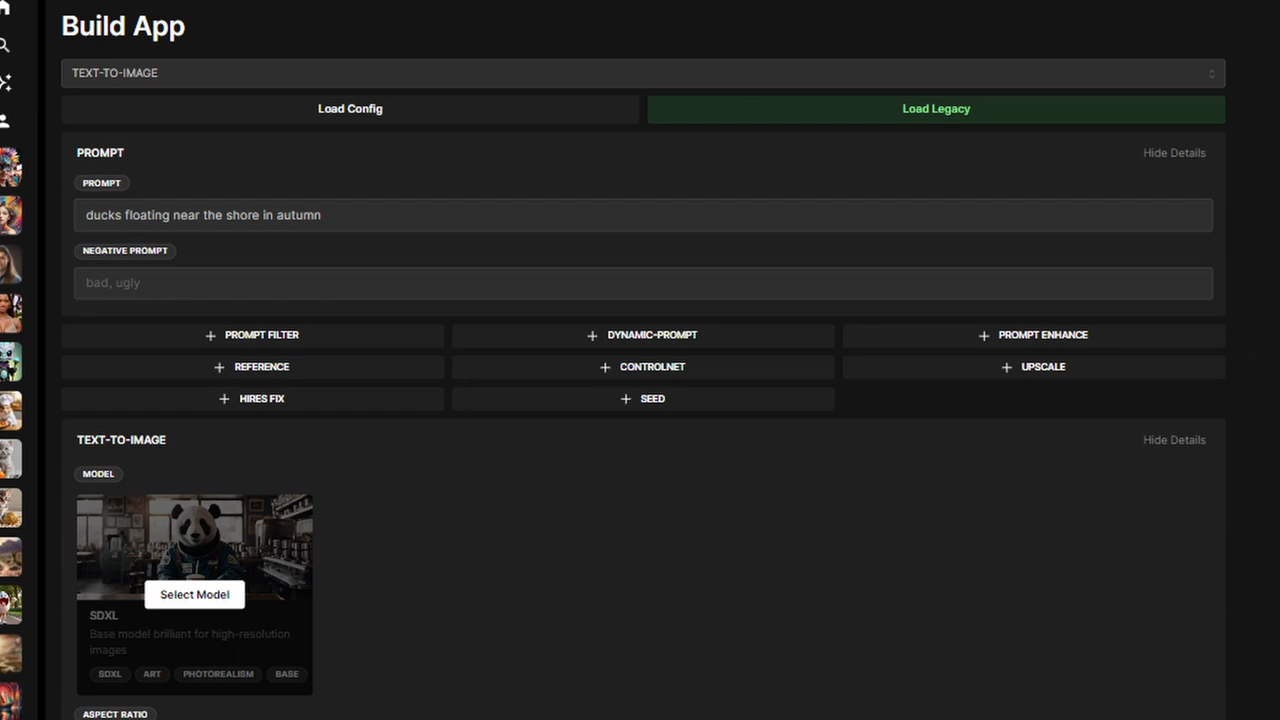 Build App
TEXT-TO-IMAGE
Load Config
Load Legacy
PROMPT
Hide Details
PROMPT
ducks floating near the shore in autumn
NEGATIVE PROMPT
bad, ugly
PROMPT FILTER
DYNAMIC-PROMPT
PROMPT ENHANCE
REFERENCE
CONTROLNET
UPSCALE
HIRES FIX
SEED
TEXT-TO-IMAGE
Hide Details
MODEL
Select Model
SDXL
Base model brilliant for high-resolution
images
SDXL
ART
PHOTOREALISM
BASE
ASPECT RATIO